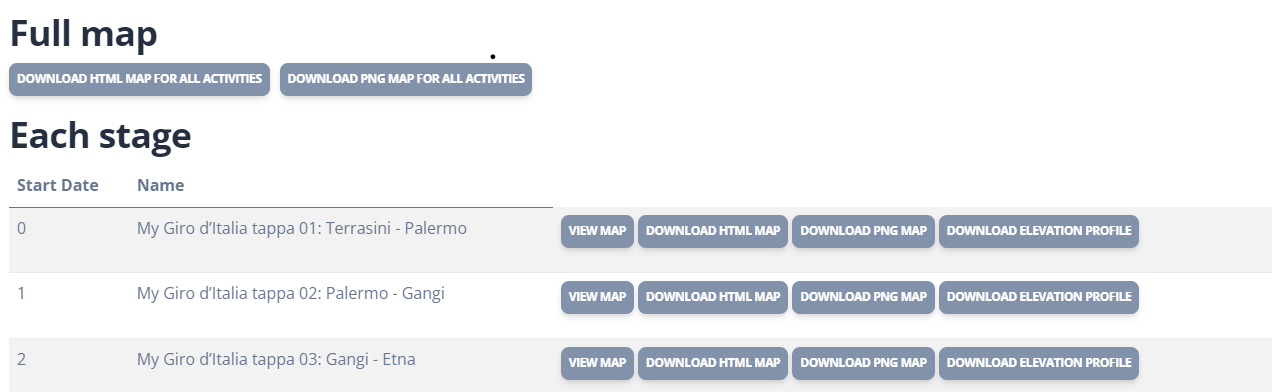 Full map
DOWNLOAD HTML MAP FOR ALL ACTIVITIES DOWNLOAD PNG MAP FOR ALL ACTIVITIES
Each stage
Start Date Name
0 My Giro d’Italia tappa 01: Terrasini - Palermo VIEW MAP DOWNLOAD HTML MAP DOWNLOAD PNG MAP DOWNLOAD ELEVATION PROFILE
1 My Giro d’Italia tappa 02: Palermo - Gangi VIEW MAP DOWNLOAD HTML MAP DOWNLOAD PNG MAP DOWNLOAD ELEVATION PROFILE
2 My Giro d’Italia tappa 03: Gangi - Etna VIEW MAP DOWNLOAD HTML MAP DOWNLOAD PNG MAP DOWNLOAD ELEVATION PROFILE